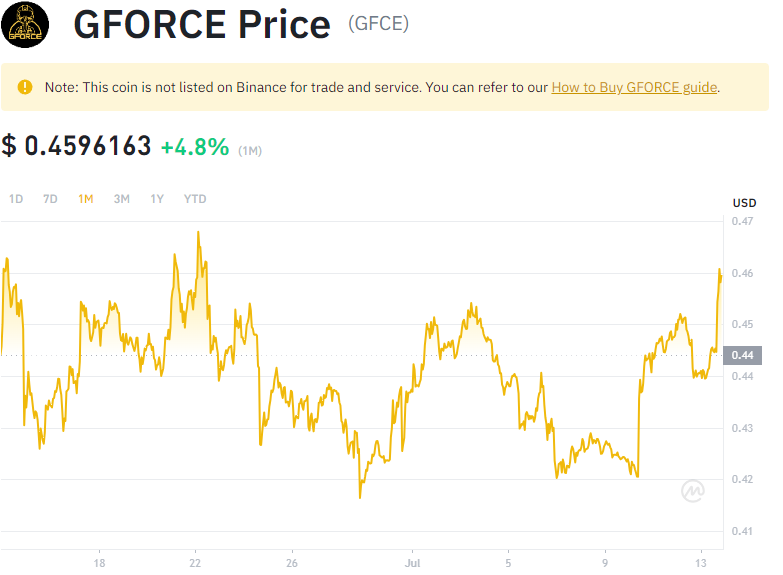 GFORCE
GFORCE Price (GFCE)
Note: This coin is not listed on Binance for trade and service. You can refer to our How to Buy GFORCE guide.
$ 0.4596163 +4.8% (1M)
1D 7D 1M 3M 1Y YTD
USD
0.47
0.46
0.45
0.44
0.44
0.43
0.42
0.41
18 22 26 Jul 5 9 13